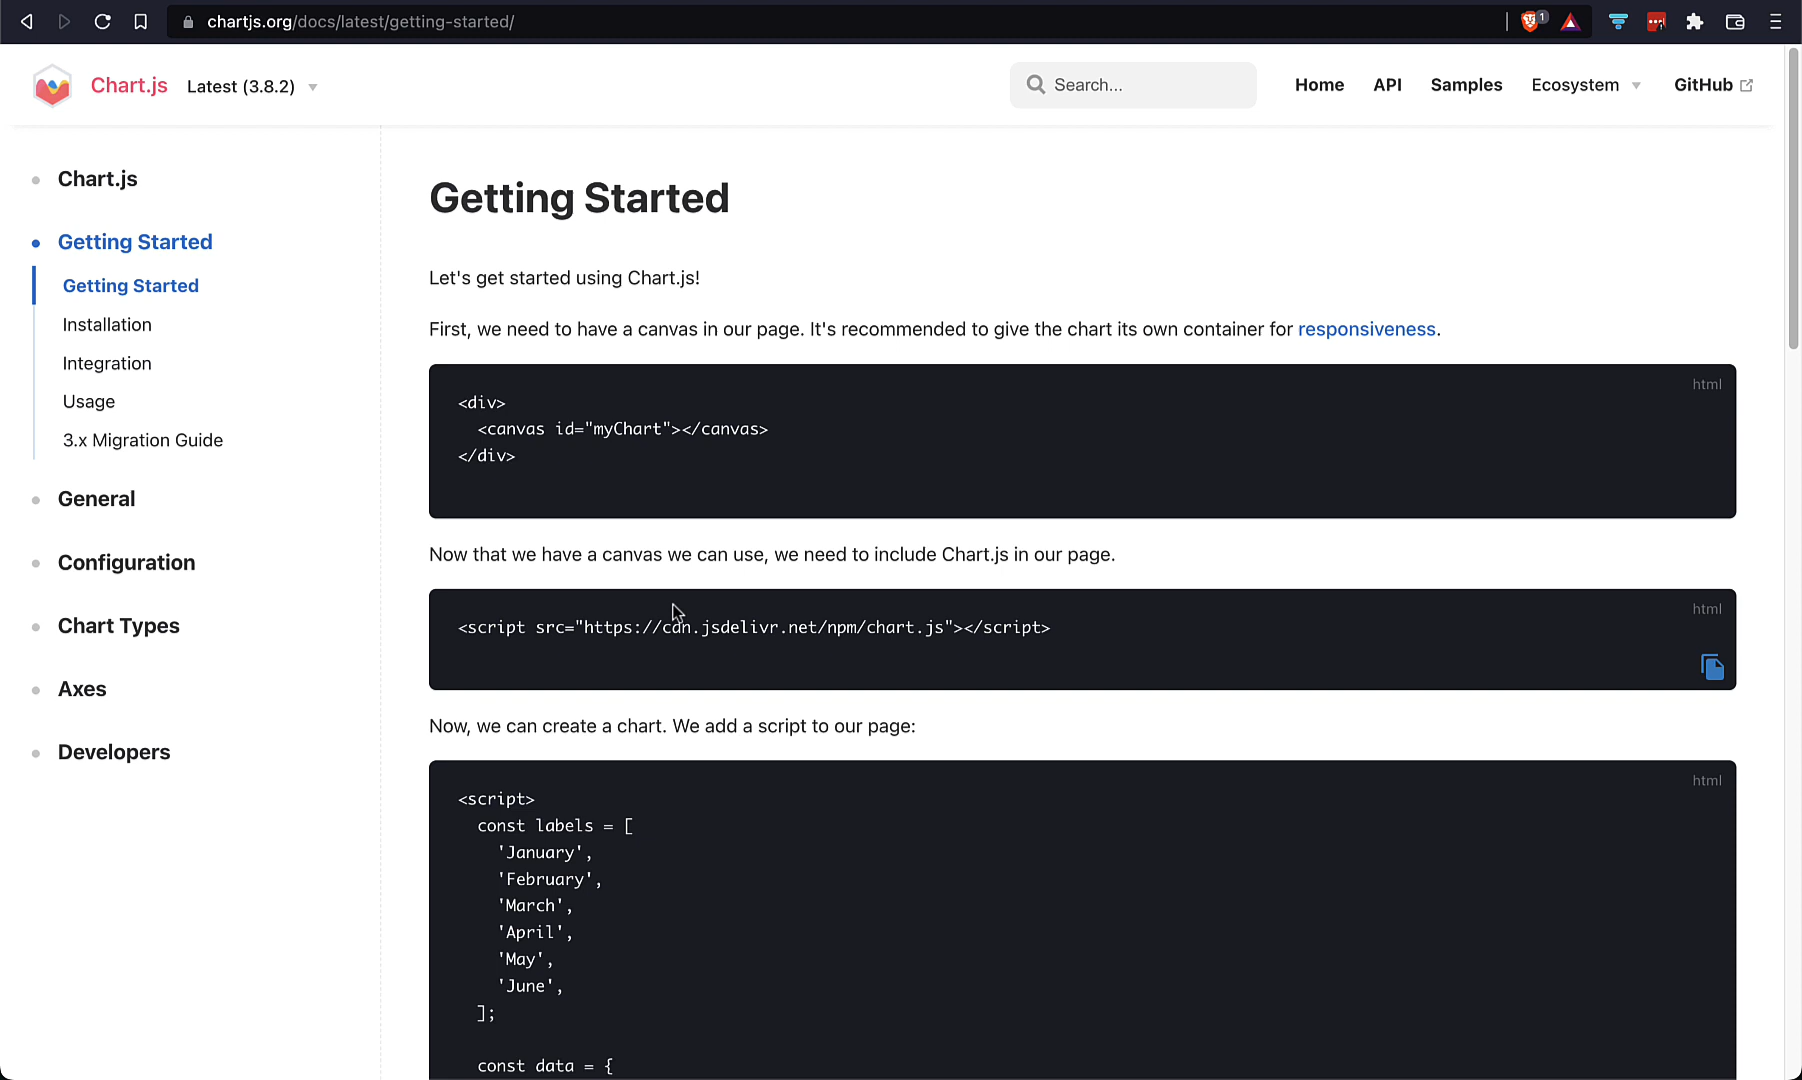 chartjs.org/docs/latest/getting-started/
1
Chart.js
Latest (3.8.2)
Search...
Home
API
Samples
Ecosystem
GitHub
Chart.js
Getting Started
Getting Started
Installation
Integration
Usage
3.x Migration Guide
General
Configuration
Chart Types
Axes
Developers
Getting Started
Let's get started using Chart.js!
First, we need to have a canvas in our page. It's recommended to give the chart its own container for responsiveness.
html
<div>
  <canvas id="myChart"></canvas>
</div>
Now that we have a canvas we can use, we need to include Chart.js in our page.
html
<script src="https://cdn.jsdelivr.net/npm/chart.js"></script>
Now, we can create a chart. We add a script to our page:
html
<script>
  const labels = [
    'January',
    'February',
    'March',
    'April',
    'May',
    'June',
  ];
  const data = {